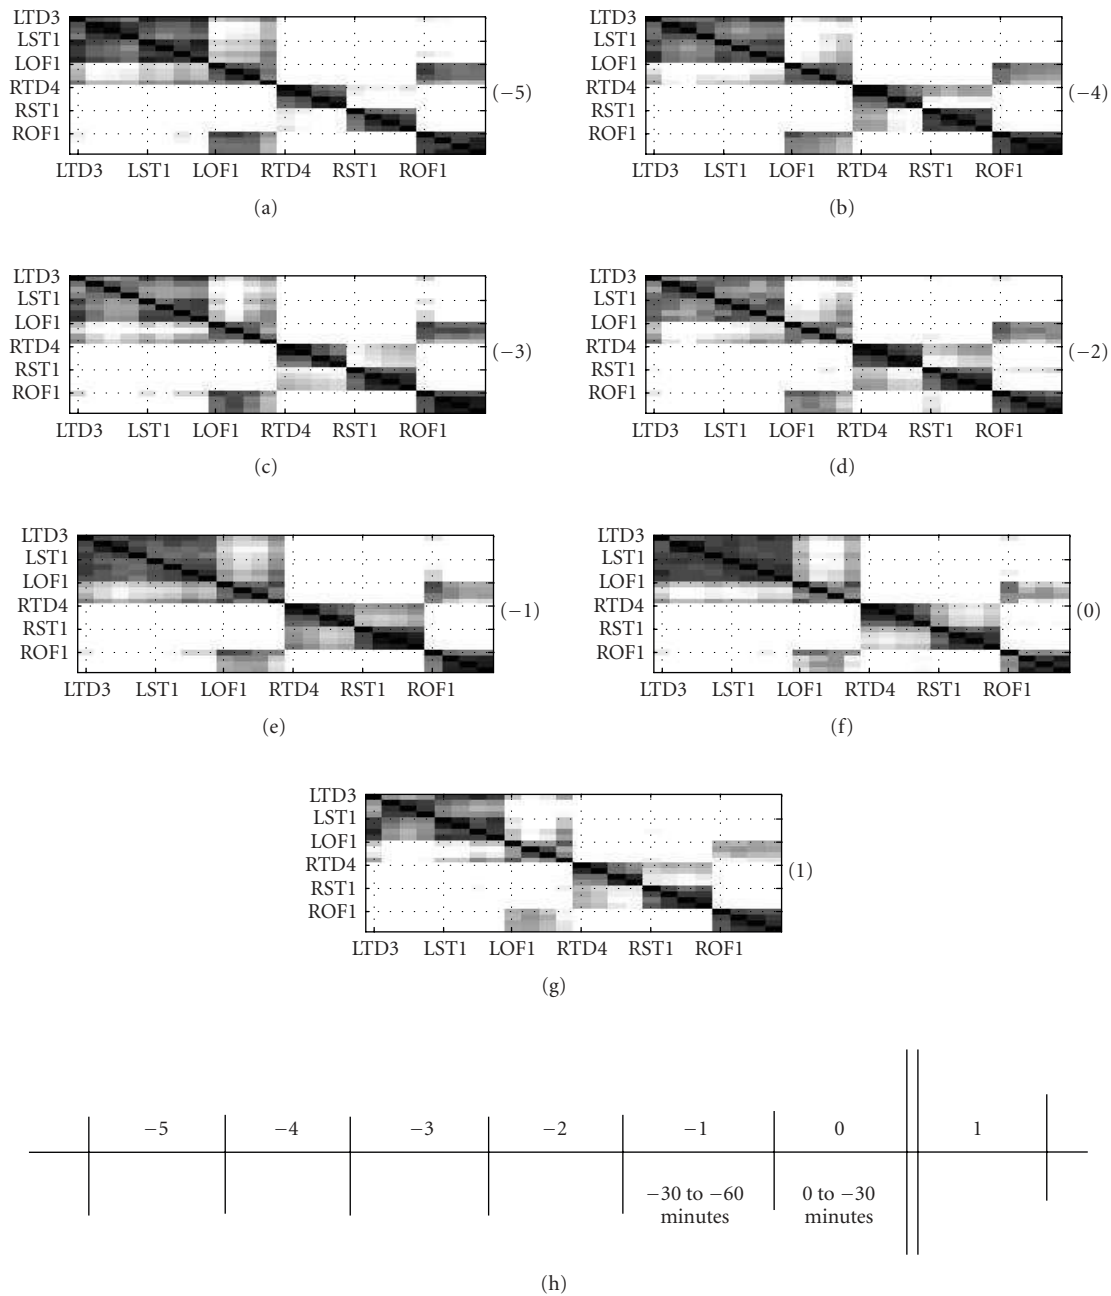 LTD3
LST1
LOF1
RTD4
RST1
ROF1
(−5)
LTD3 LST1 LOF1 RTD4 RST1 ROF1
(a)
LTD3
LST1
LOF1
RTD4
RST1
ROF1
(−4)
LTD3 LST1 LOF1 RTD4 RST1 ROF1
(b)
LTD3
LST1
LOF1
RTD4
RST1
ROF1
(−3)
LTD3 LST1 LOF1 RTD4 RST1 ROF1
(c)
LTD3
LST1
LOF1
RTD4
RST1
ROF1
(−2)
LTD3 LST1 LOF1 RTD4 RST1 ROF1
(d)
LTD3
LST1
LOF1
RTD4
RST1
ROF1
(−1)
LTD3 LST1 LOF1 RTD4 RST1 ROF1
(e)
LTD3
LST1
LOF1
RTD4
RST1
ROF1
(0)
LTD3 LST1 LOF1 RTD4 RST1 ROF1
(f)
LTD3
LST1
LOF1
RTD4
RST1
ROF1
(1)
LTD3 LST1 LOF1 RTD4 RST1 ROF1
(g)
−5 −4 −3 −2 −1 0 1
−30 to −60
minutes
0 to −30
minutes
(h)